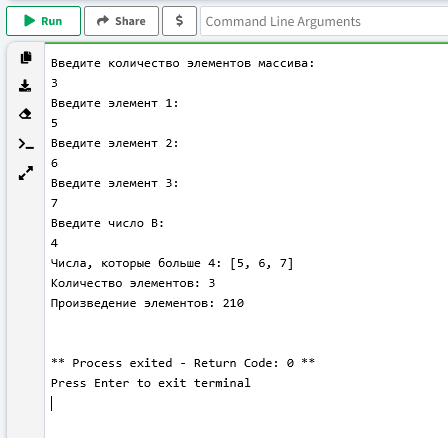 Run Share $ Command Line Arguments
Введите количество элементов массива:
3
Введите элемент 1:
5
Введите элемент 2:
6
Введите элемент 3:
7
Введите число B:
4
Числа, которые больше 4: [5, 6, 7]
Количество элементов: 3
Произведение элементов: 210
** Process exited - Return Code: 0 **
Press Enter to exit terminal